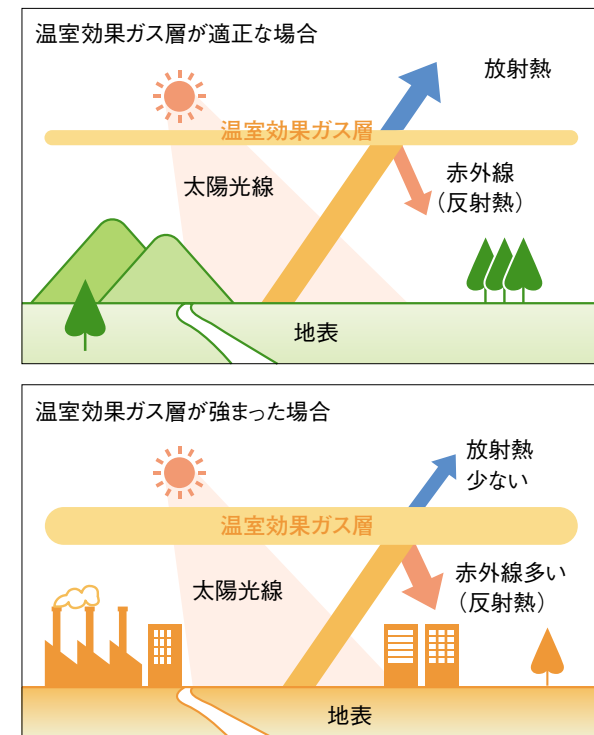 温室効果ガス層が適正な場合
放射熱
温室効果ガス層
赤外線
（反射熱）
太陽光線
地表
温室効果ガス層が強まった場合
放射熱
少ない
温室効果ガス層
赤外線多い
（反射熱）
太陽光線
地表